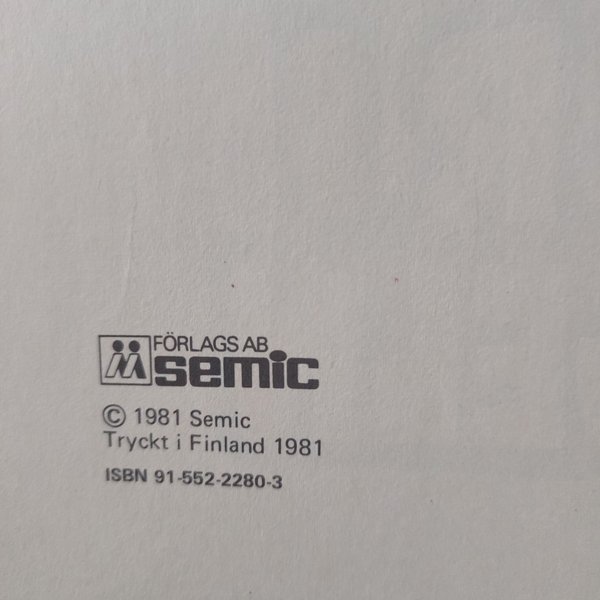 FÖRLAGS AB
semic
© 1981 Semic
Tryckt i Finland 1981
ISBN 91-552-2280-3